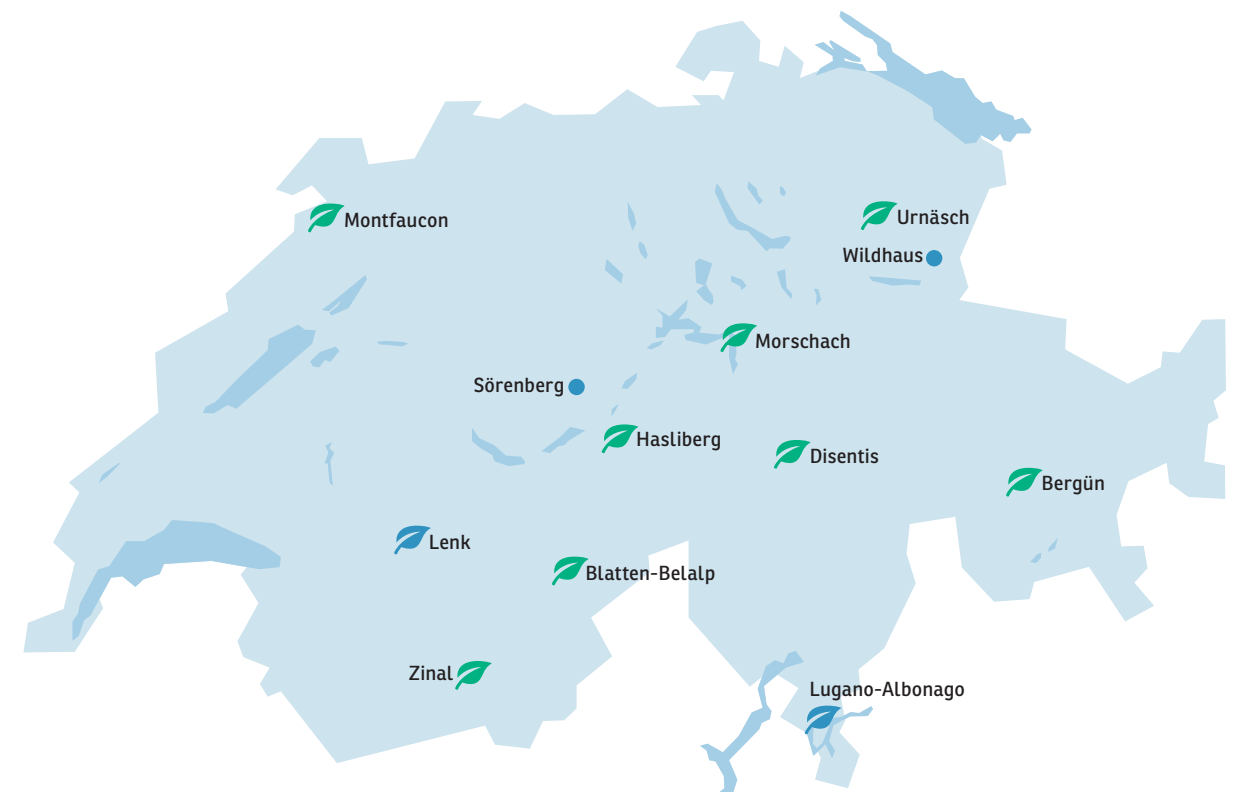 Montfaucon
Urnäsch
Wildhaus
Morschach
Sörenberg
Hasliberg
Disentis
Bergün
Lenk
Blatten-Belalp
Zinal
Lugano-Albonago